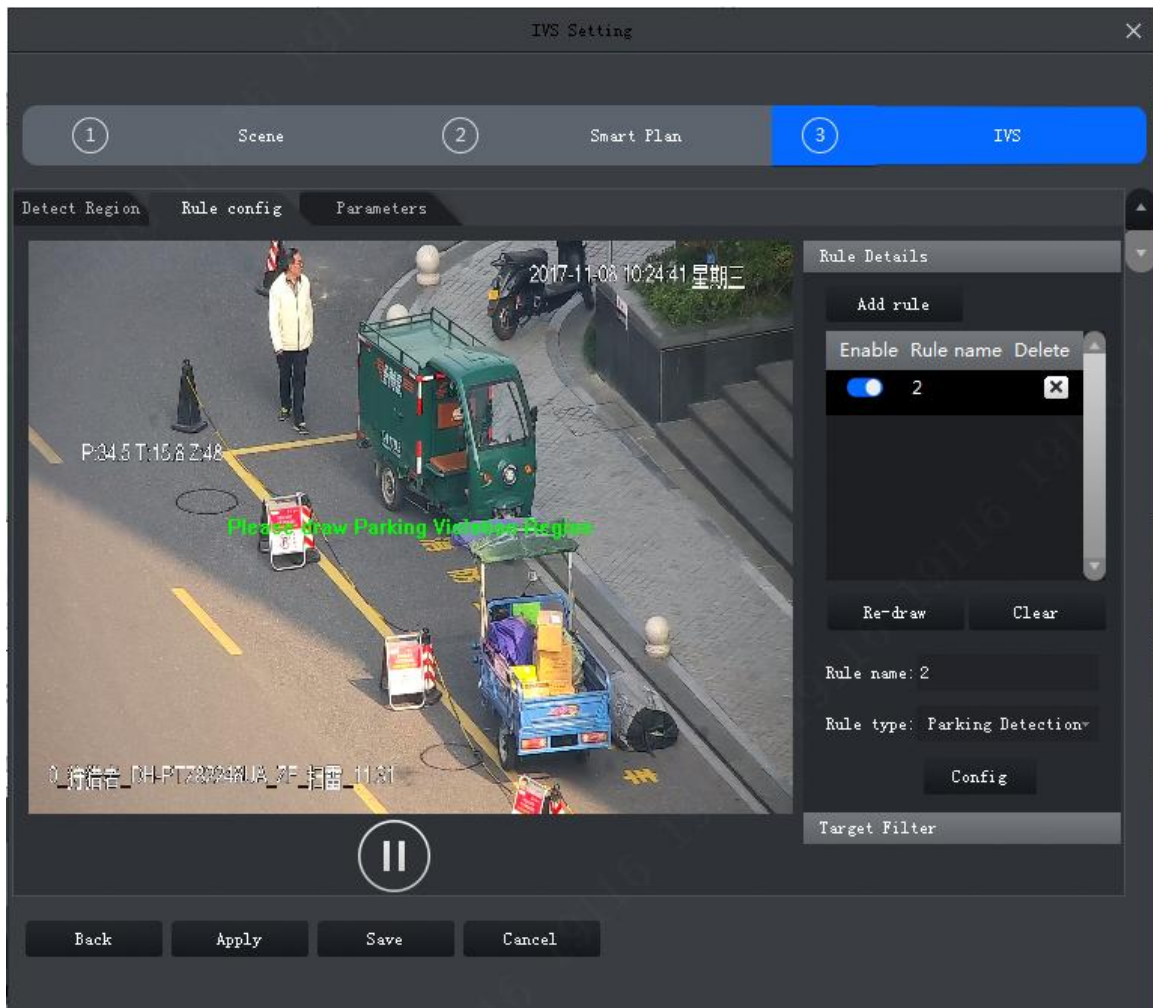 IVS Setting
1 Scene 2 Smart Plan 3 IVS
Detect Region Rule config Parameters
Rule Details
2017-11-08 10:24:41 星期三
Add rule
Enable Rule name Delete
2
P:34.5 T:15.8 Z:48
Please draw Parking Violation Region
Re-draw Clear
Rule name: 2
Rule type: Parking Detection
Config
Target Filter
Back Apply Save Cancel